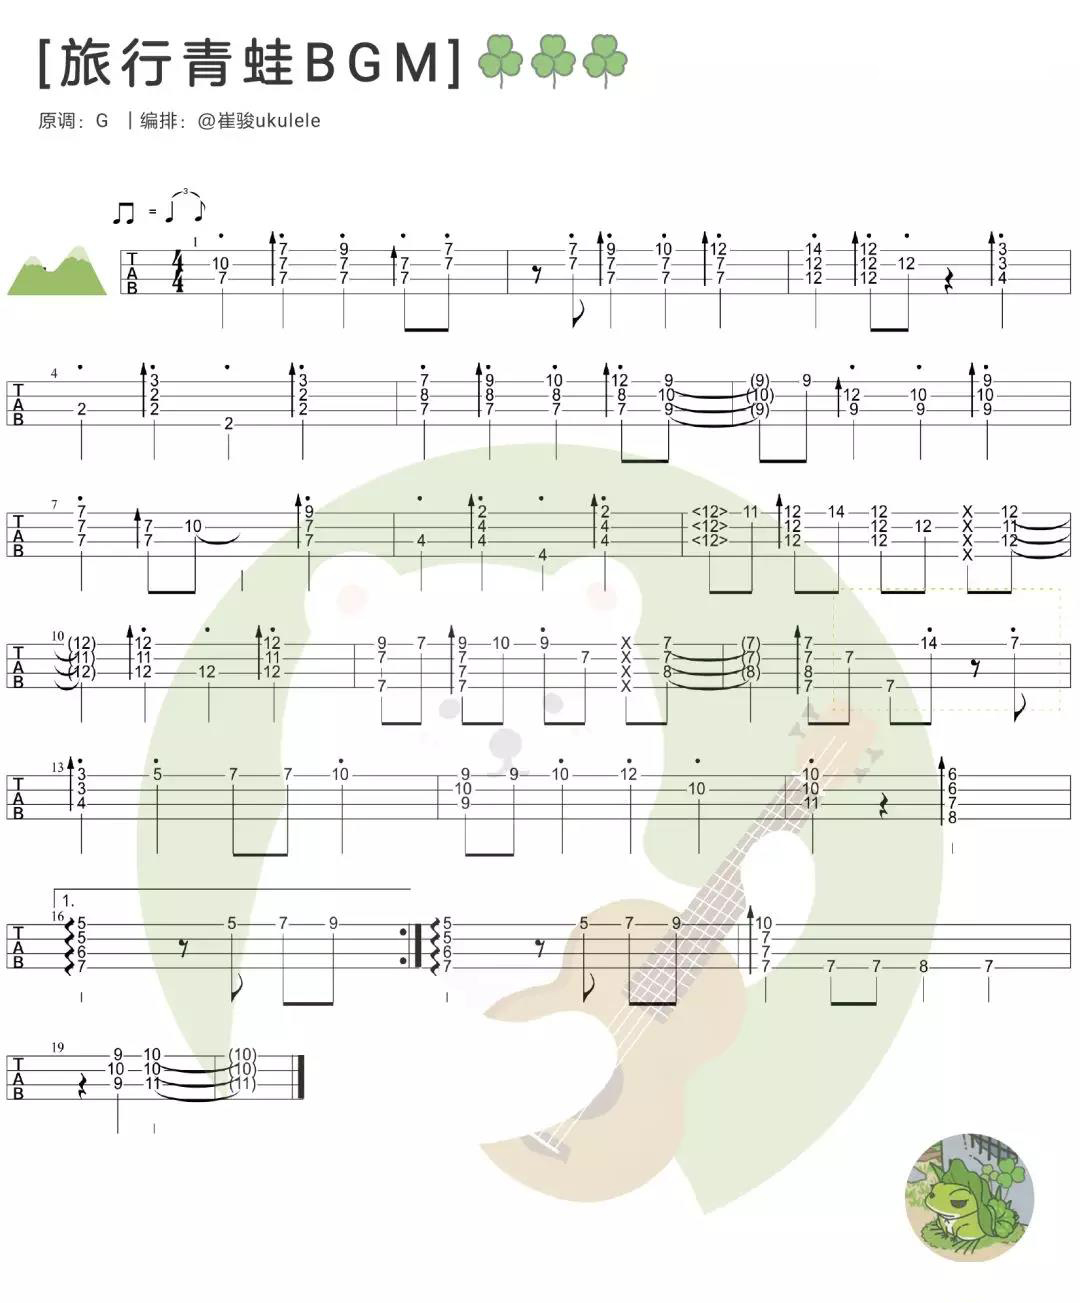 [旅行青蛙BGM]
原调：G | 编排：@崔骏ukulele
3
1
TAB 4/4
7 9 7 7 9 10 12 14 12 3
10 7 7 7 7 7 7 7 7 12 12 12 3
7 7 7 7 7 7 7 12 12 4
4
TAB
3 3 7 9 10 12 9 (9) 9 9
2 2 8 8 8 8 10 (10) 12 10 10
2 2 2 7 7 7 7 9 (9) 9 9 9
2
7
TAB
7 9 2 2 <12> 11 12 14 12 X 12
7 7 10 7 4 4 <12> 12 12 12 X 11
7 7 7 4 4 4 <12> 12 12 X 12
4 X
10
TAB
(12) 12 12 9 7 9 10 9 X 7 (7) 7 14 7
(11) 11 11 7 7 7 X 7 (7) 7 7
(12) 12 12 12 7 X 8 (8) 8
7 7 X 7 7
13
TAB
3 5 7 7 10 9 9 10 12 10 6
3 10 10 10 6
4 9 11 7
8
1.
16
TAB
5 5 7 9 5 5 7 9 10
5 5 7
6 6 7
7 7 7 7 7 8 7
19
TAB
9 10 (10)
10 10 (10)
9 11 (11)